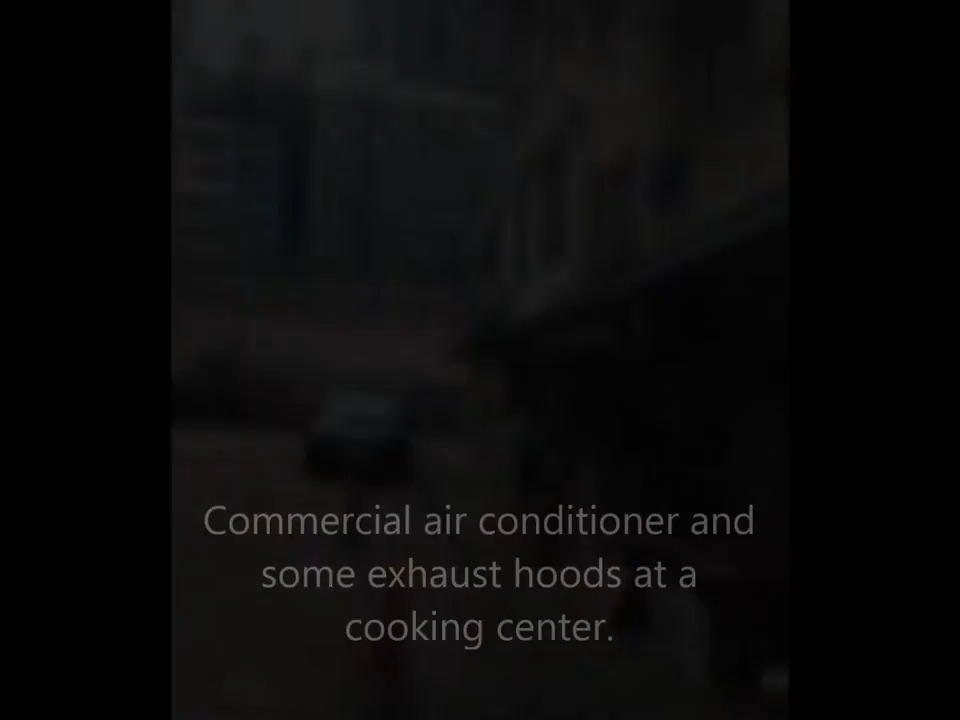 Commercial air conditioner and
some exhaust hoods at a
cooking center.